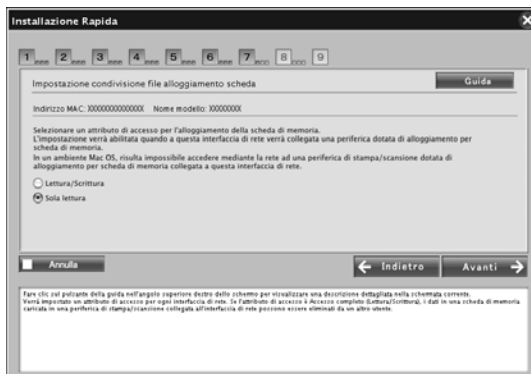 Installazione Rapida
1 2 3 4 5 6 7 8 9
Impostazione condivisione file alloggiamento scheda
Guida
Indirizzo MAC: XXXXXXXXXXXXXX Nome modello: XXXXXXXX
Selezionare un attributo di accesso per l'alloggiamento della scheda di memoria.
L'impostazione verrà abilitata quando a questa interfaccia di rete verrà collegata una periferica dotata di alloggiamento per
scheda di memoria.
In un ambiente Mac OS, risulta impossibile accedere mediante la rete ad una periferica di stampa/scansione dotata di
alloggiamento per scheda di memoria collegata a questa interfaccia di rete.
Lettura/Scrittura
Sola lettura
Annulla
Indietro
Avanti
Fare clic sul pulsante della guida nell'angolo superiore destro dello schermo per visualizzare una descrizione dettagliata nella schermata corrente.
Verrà impostato un attributo di accesso per ogni interfaccia di rete. Se l'attributo di accesso è Accesso completo (Lettura/Scrittura), i dati in una scheda di memoria
caricata in una periferica di stampa/scansione collegata all'interfaccia di rete possono essere eliminati da un altro utente.